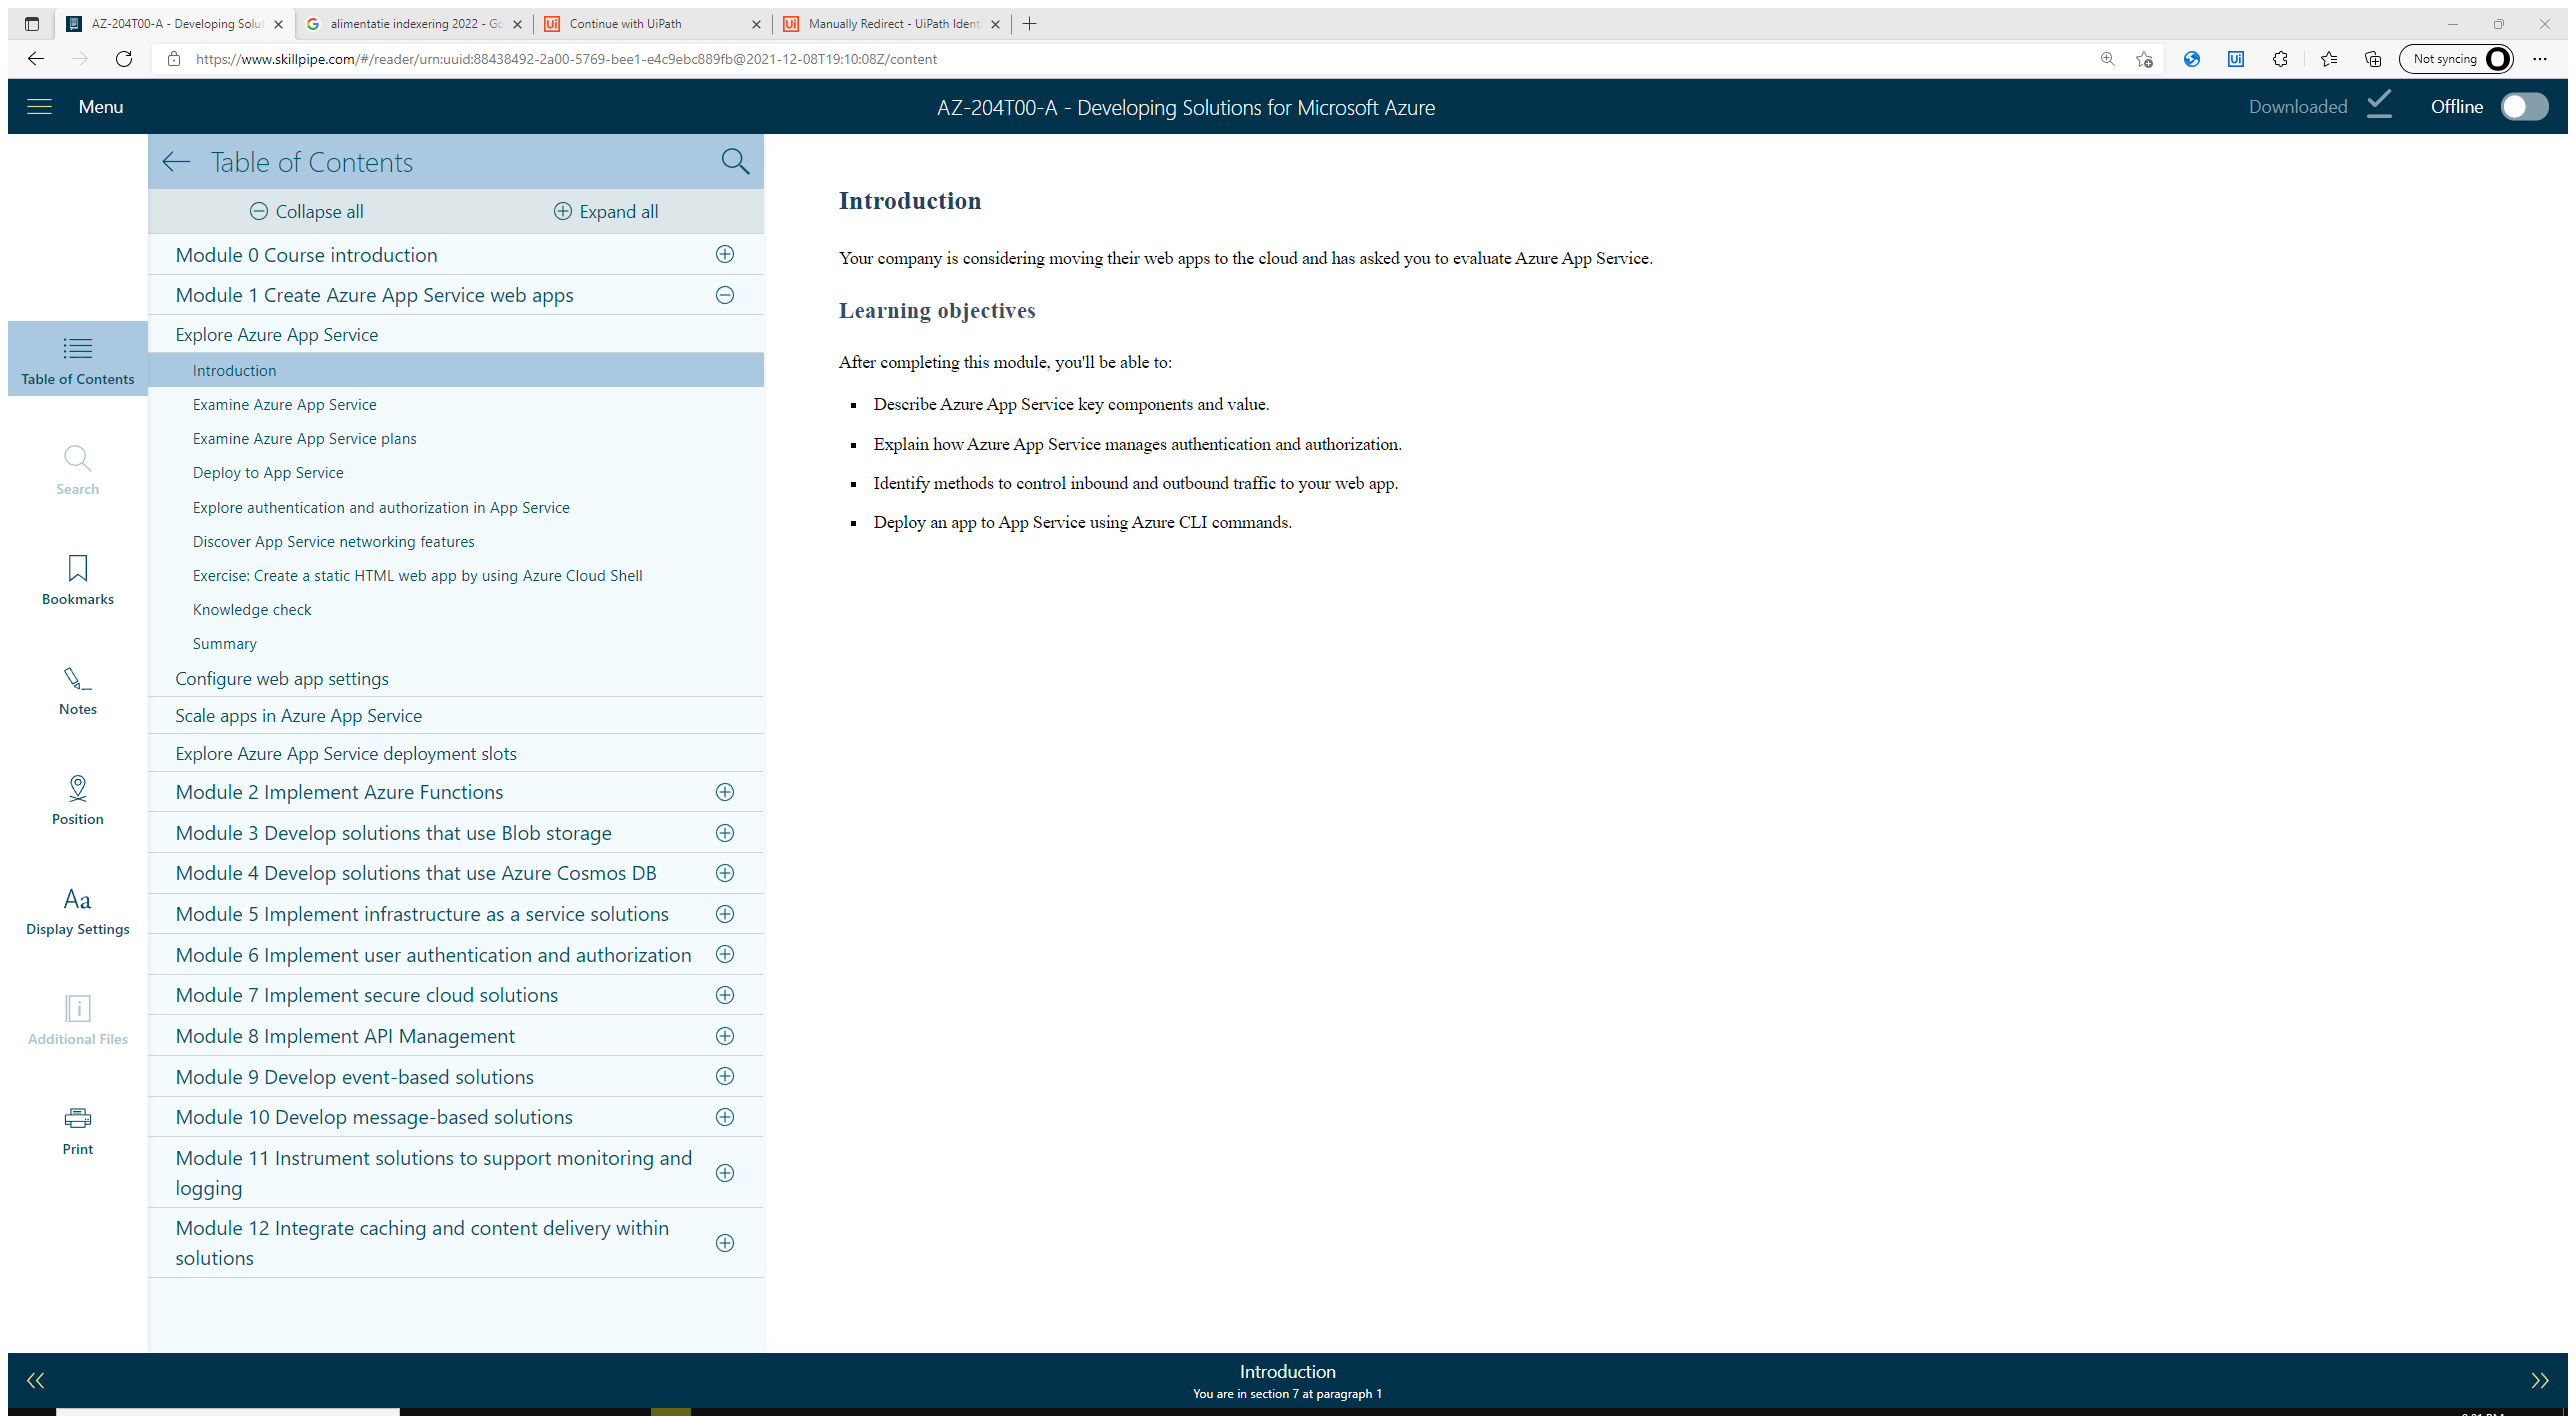 AZ-204T00-A - Developing Solut
alimentatie indexering 2022 - Go
Continue with UiPath
Manually Redirect - UiPath Ident
https://www.skillpipe.com/#/reader/urn:uuid:88438492-2a00-5769-bee1-e4c9ebc889fb@2021-12-08T19:10:08Z/content
Not syncing
Menu
AZ-204T00-A - Developing Solutions for Microsoft Azure
Downloaded
Offline
Table of Contents
Search
Bookmarks
Notes
Position
Aa
Display Settings
Additional Files
Print
Table of Contents
Collapse all
Expand all
Module 0 Course introduction
Module 1 Create Azure App Service web apps
Explore Azure App Service
Introduction
Examine Azure App Service
Examine Azure App Service plans
Deploy to App Service
Explore authentication and authorization in App Service
Discover App Service networking features
Exercise: Create a static HTML web app by using Azure Cloud Shell
Knowledge check
Summary
Configure web app settings
Scale apps in Azure App Service
Explore Azure App Service deployment slots
Module 2 Implement Azure Functions
Module 3 Develop solutions that use Blob storage
Module 4 Develop solutions that use Azure Cosmos DB
Module 5 Implement infrastructure as a service solutions
Module 6 Implement user authentication and authorization
Module 7 Implement secure cloud solutions
Module 8 Implement API Management
Module 9 Develop event-based solutions
Module 10 Develop message-based solutions
Module 11 Instrument solutions to support monitoring and
logging
Module 12 Integrate caching and content delivery within
solutions
Introduction
Your company is considering moving their web apps to the cloud and has asked you to evaluate Azure App Service.
Learning objectives
After completing this module, you'll be able to:
▪ Describe Azure App Service key components and value.
▪ Explain how Azure App Service manages authentication and authorization.
▪ Identify methods to control inbound and outbound traffic to your web app.
▪ Deploy an app to App Service using Azure CLI commands.
Introduction
You are in section 7 at paragraph 1